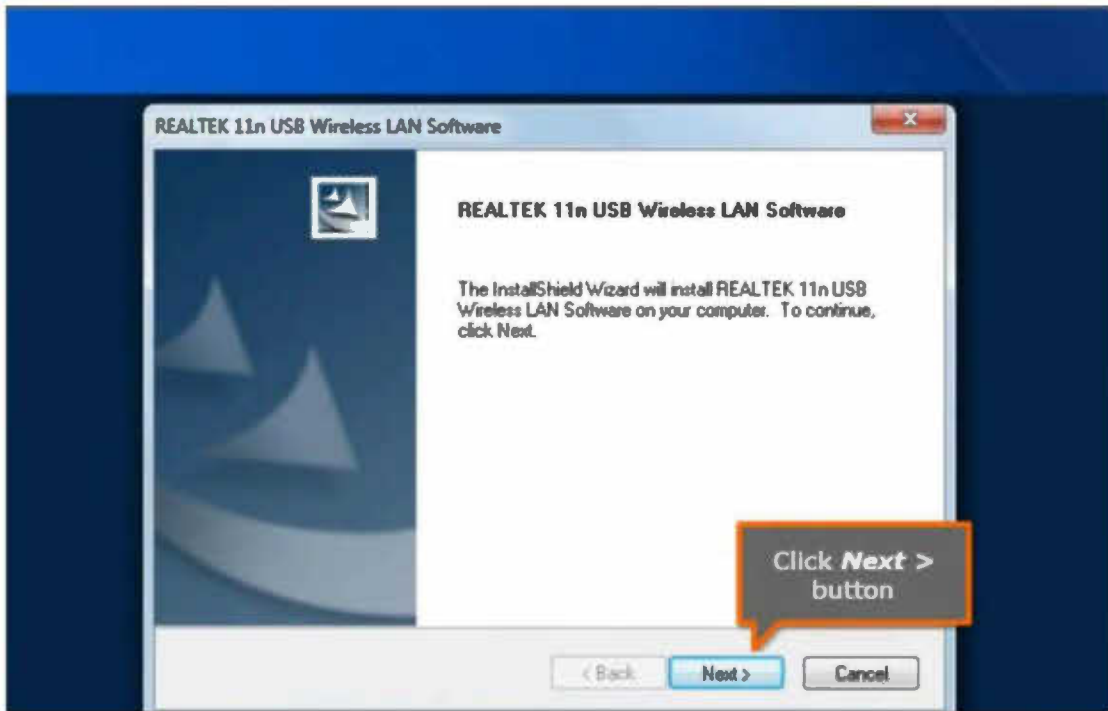 REALTEK 11n USB Wireless LAN Software
X
REALTEK 11n USB Wireless LAN Software
The InstallShield Wizard will install REALTEK 11n USB
Wireless LAN Software on your computer. To continue,
click Next.
Click Next >
button
< Back
Next >
Cancel